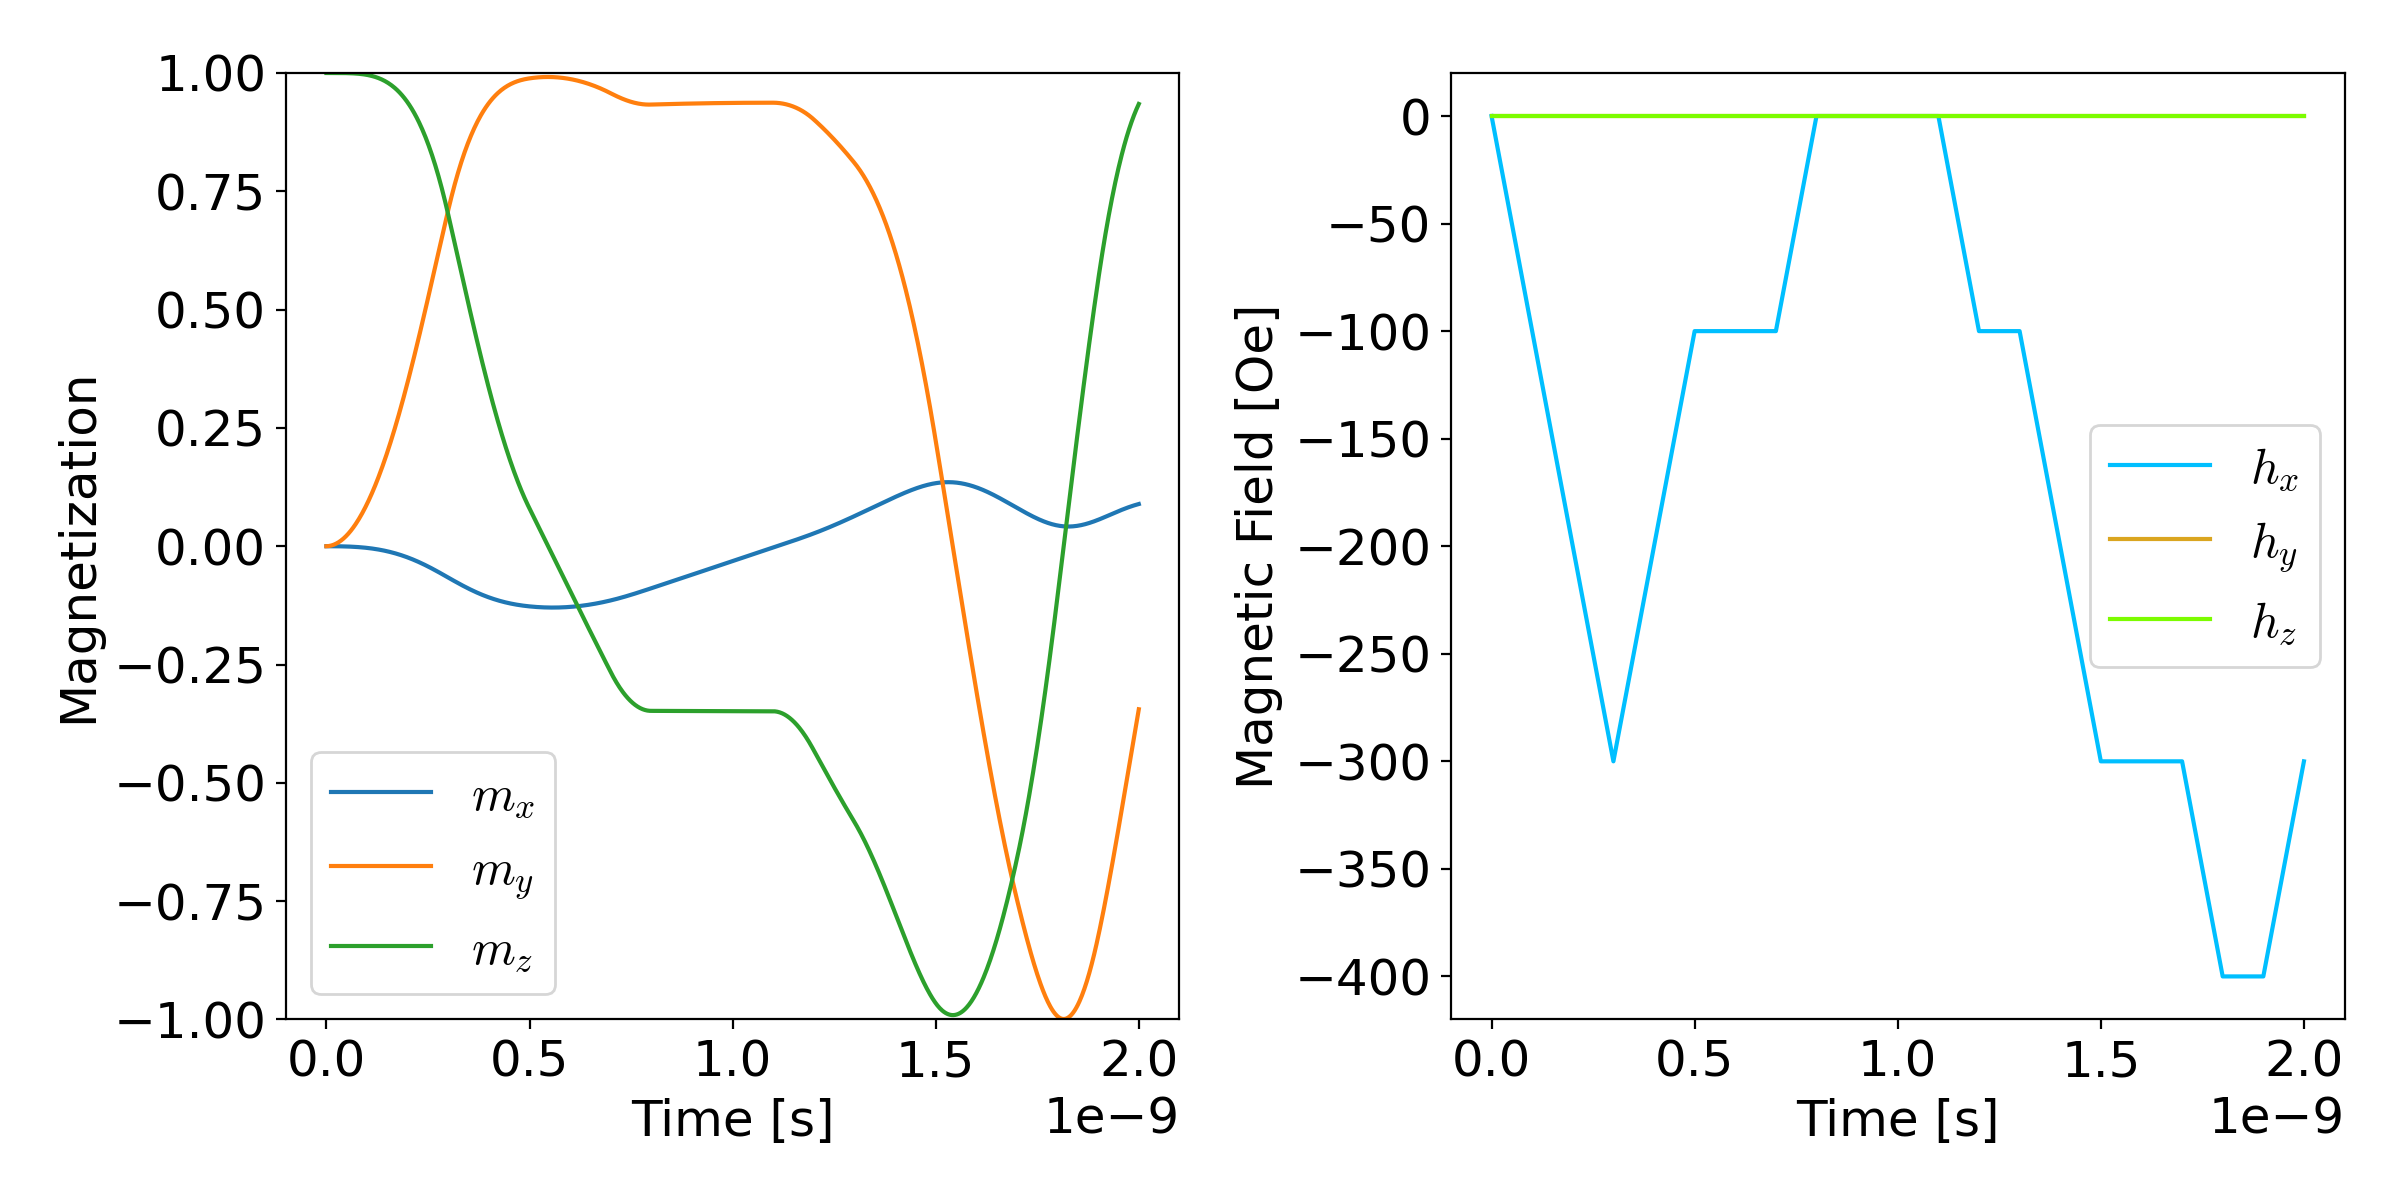 1.00
0.75
0.50
0.25
0.00
−0.25
−0.50
−0.75
−1.00
Magnetization
m_x
m_y
m_z
0.0 0.5 1.0 1.5 2.0
Time [s]
1e−9
0
−50
−100
−150
−200
−250
−300
−350
−400
Magnetic Field [Oe]
h_x
h_y
h_z
0.0 0.5 1.0 1.5 2.0
Time [s]
1e−9